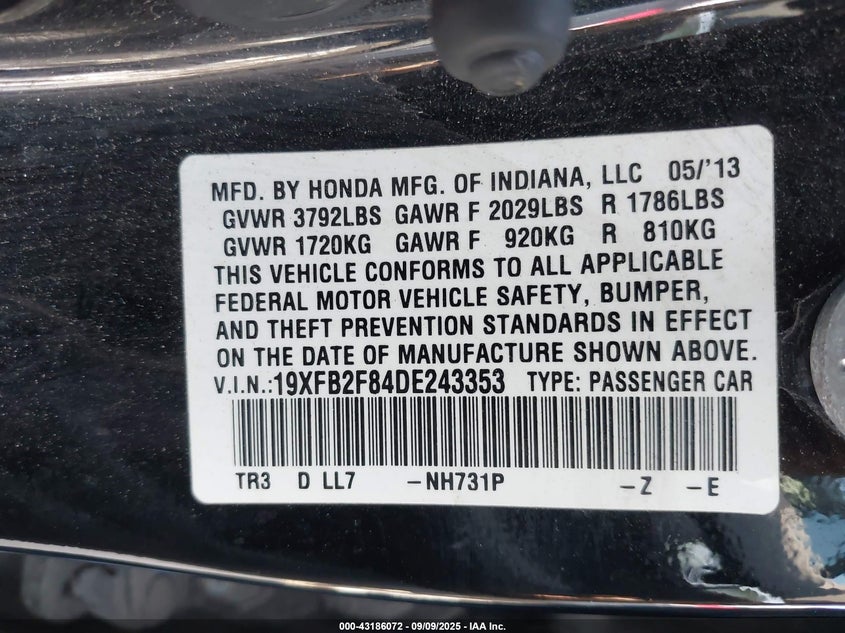 MFD. BY HONDA MFG. OF INDIANA, LLC 05/'13
GVWR 3792LBS GAWR F 2029LBS R 1786LBS
GVWR 1720KG GAWR F 920KG R 810KG
THIS VEHICLE CONFORMS TO ALL APPLICABLE
FEDERAL MOTOR VEHICLE SAFETY, BUMPER,
AND THEFT PREVENTION STANDARDS IN EFFECT
ON THE DATE OF MANUFACTURE SHOWN ABOVE.
V.I.N.:19XFB2F84DE243353 TYPE: PASSENGER CAR
TR3 D LL7 -NH731P -Z -E
000-43186072 - 09/09/2025 - IAA Inc.